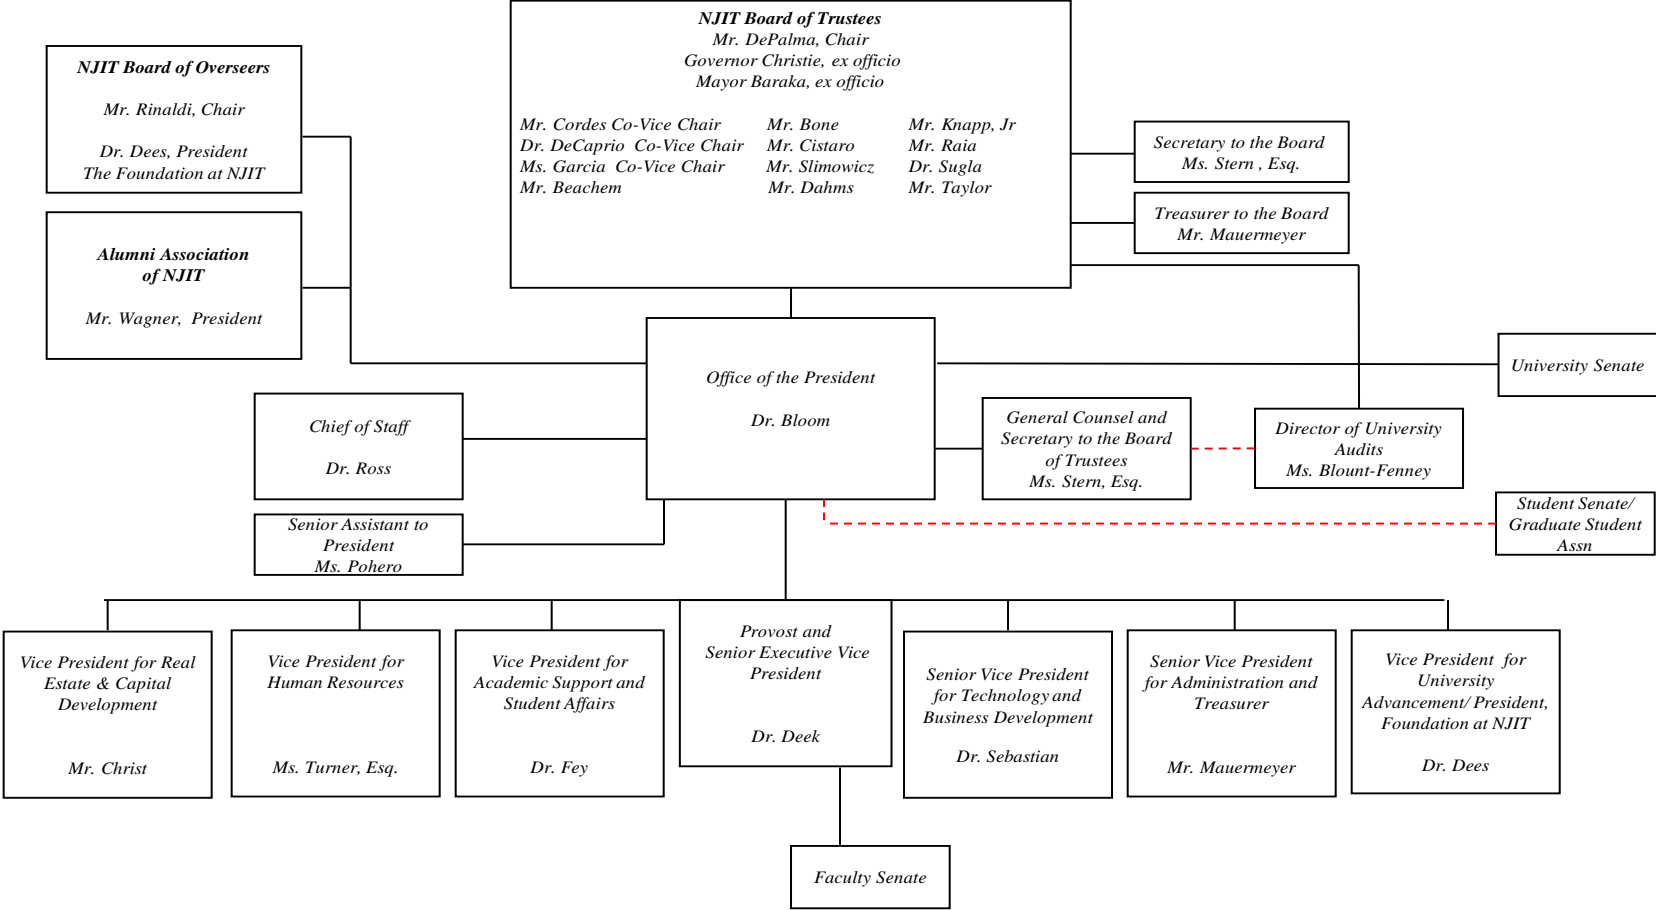 NJIT Board of Trustees
Mr. DePalma, Chair
Governor Christie, ex officio
Mayor Baraka, ex officio
Mr. Cordes Co-Vice Chair Mr. Bone Mr. Knapp, Jr
Dr. DeCaprio Co-Vice Chair Mr. Cistaro Mr. Raia
Ms. Garcia Co-Vice Chair Mr. Slimowicz Dr. Sugla
Mr. Beachem Mr. Dahms Mr. Taylor
NJIT Board of Overseers
Mr. Rinaldi, Chair
Dr. Dees, President
The Foundation at NJIT
Alumni Association
of NJIT
Mr. Wagner, President
Secretary to the Board
Ms. Stern , Esq.
Treasurer to the Board
Mr. Mauermeyer
Office of the President
Dr. Bloom
University Senate
Chief of Staff
Dr. Ross
General Counsel and
Secretary to the Board
of Trustees
Ms. Stern, Esq.
Director of University
Audits
Ms. Blount-Fenney
Student Senate/
Graduate Student
Assn
Senior Assistant to
President
Ms. Pohero
Vice President for Real
Estate & Capital
Development
Mr. Christ
Vice President for
Human Resources
Ms. Turner, Esq.
Vice President for
Academic Support and
Student Affairs
Dr. Fey
Provost and
Senior Executive Vice
President
Dr. Deek
Senior Vice President
for Technology and
Business Development
Dr. Sebastian
Senior Vice President
for Administration and
Treasurer
Mr. Mauermeyer
Vice President for
University
Advancement/ President,
Foundation at NJIT
Dr. Dees
Faculty Senate